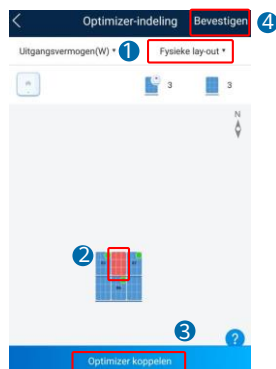 Optimizer-indeling Bevestigen 4
Uitgangsvermogen(W) 1 Fysieke lay-out
3 3
N
2
3
?
Optimizer koppelen